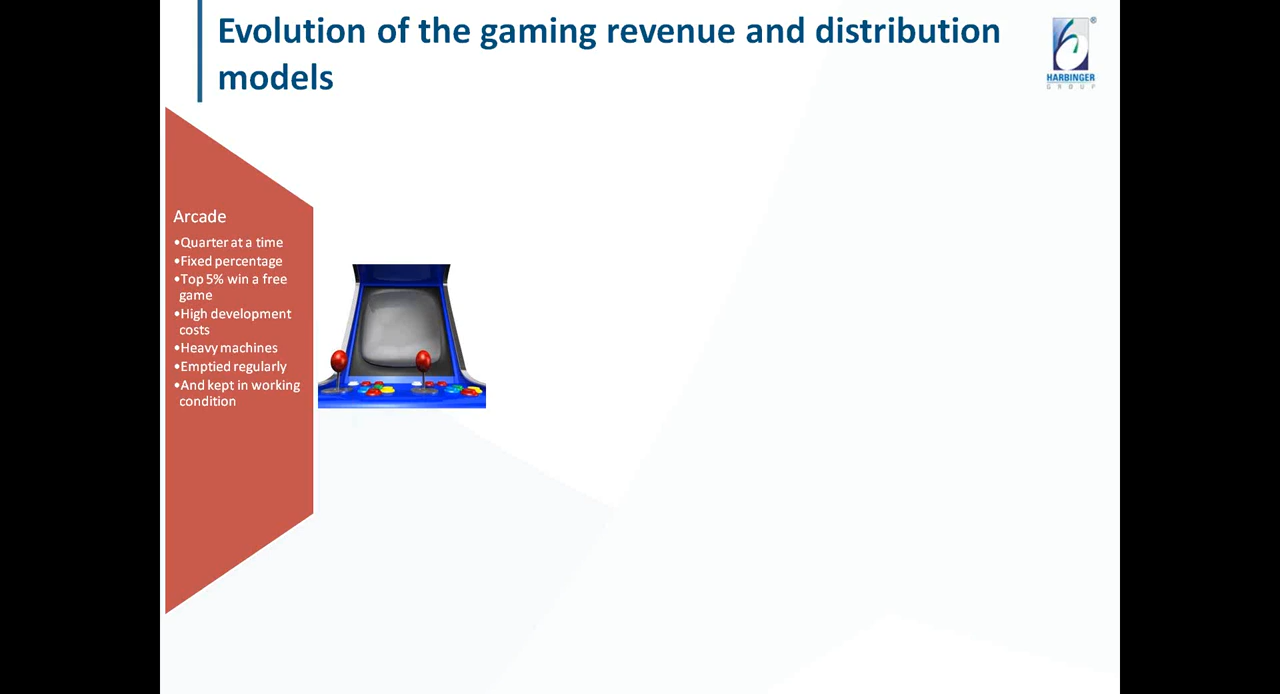 Evolution of the gaming revenue and distribution
models
HARBINGER
GROUP
®
Arcade
•Quarter at a time
•Fixed percentage
•Top 5% win a free
game
•High development
costs
•Heavy machines
•Emptied regularly
•And kept in working
condition